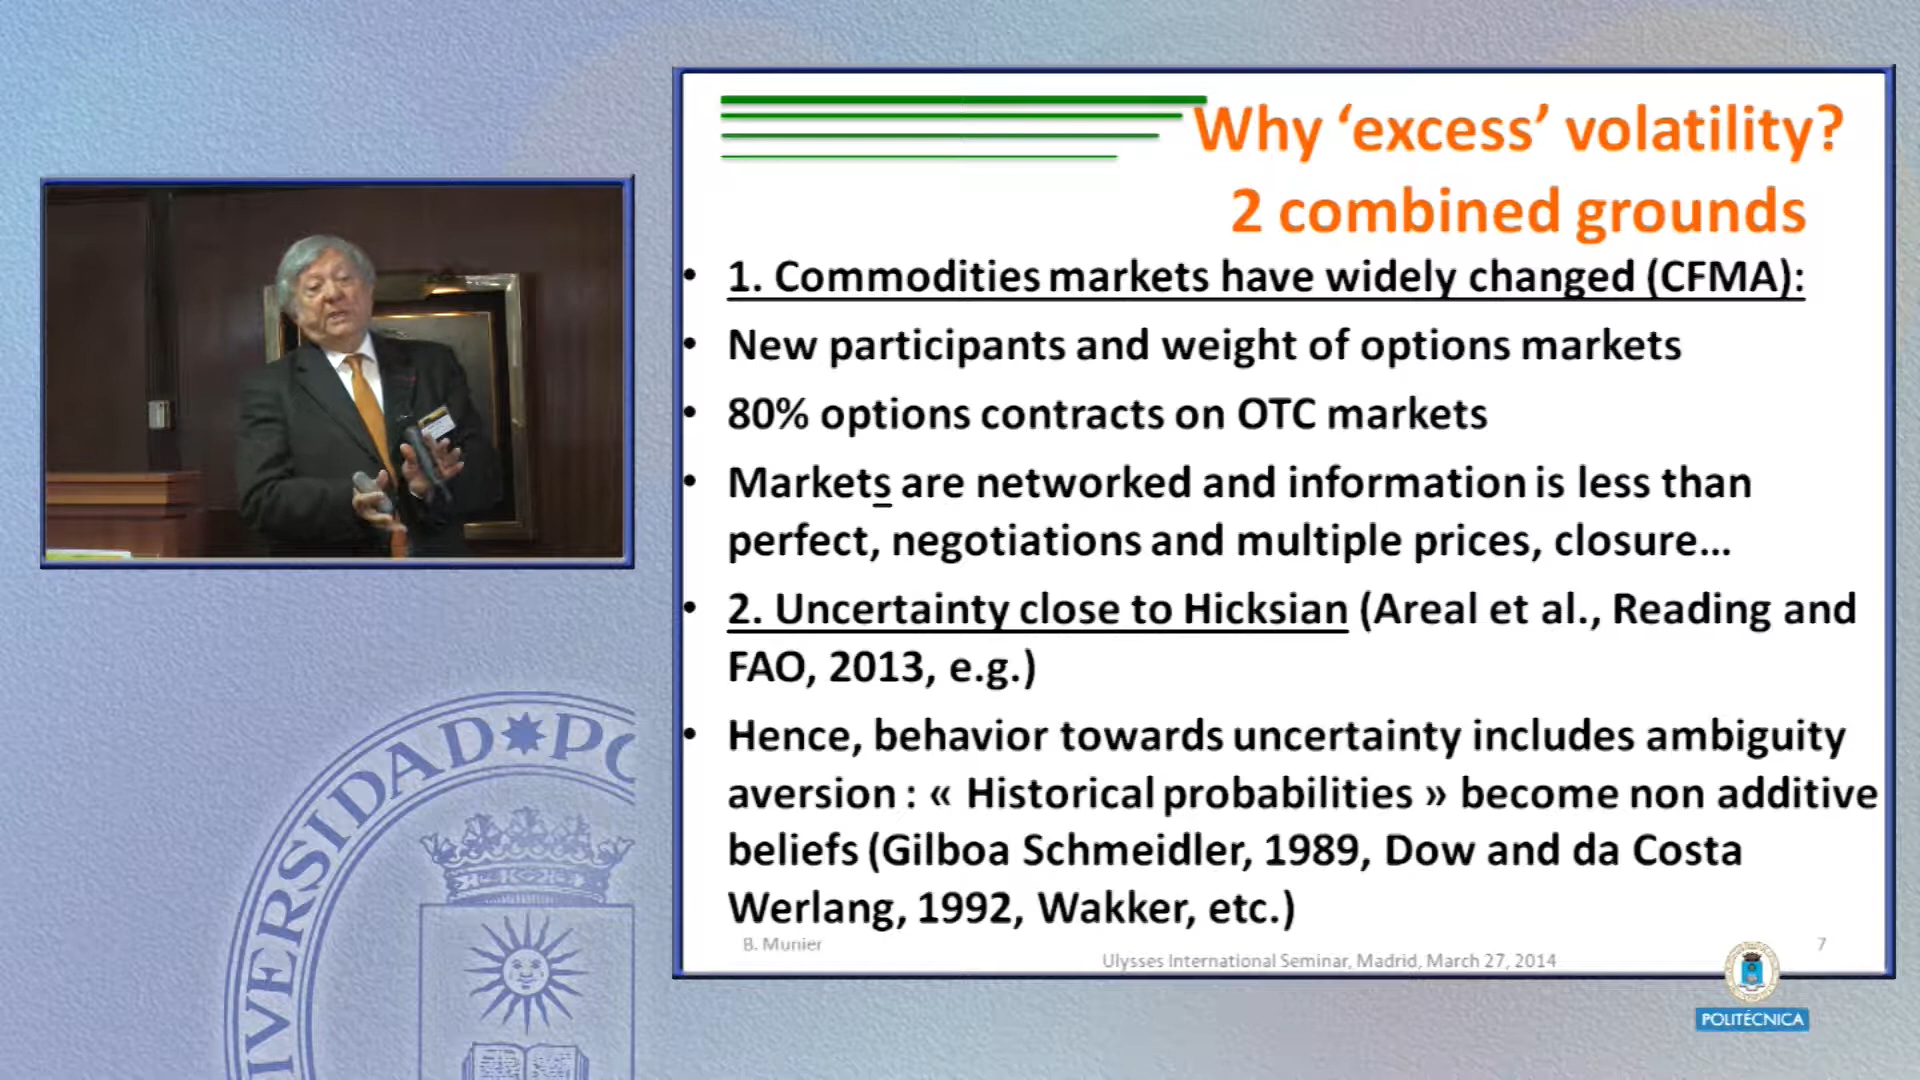 Why ‘excess’ volatility?
2 combined grounds
• 1. Commodities markets have widely changed (CFMA):
• New participants and weight of options markets
• 80% options contracts on OTC markets
• Markets are networked and information is less than
perfect, negotiations and multiple prices, closure...
• 2. Uncertainty close to Hicksian (Areal et al., Reading and
FAO, 2013, e.g.)
• Hence, behavior towards uncertainty includes ambiguity
aversion : « Historical probabilities » become non additive
beliefs (Gilboa Schmeidler, 1989, Dow and da Costa
Werlang, 1992, Wakker, etc.)
B. Munier
Ulysses International Seminar, Madrid, March 27, 2014
7
POLITÉCNICA
IVERSIDAD PO